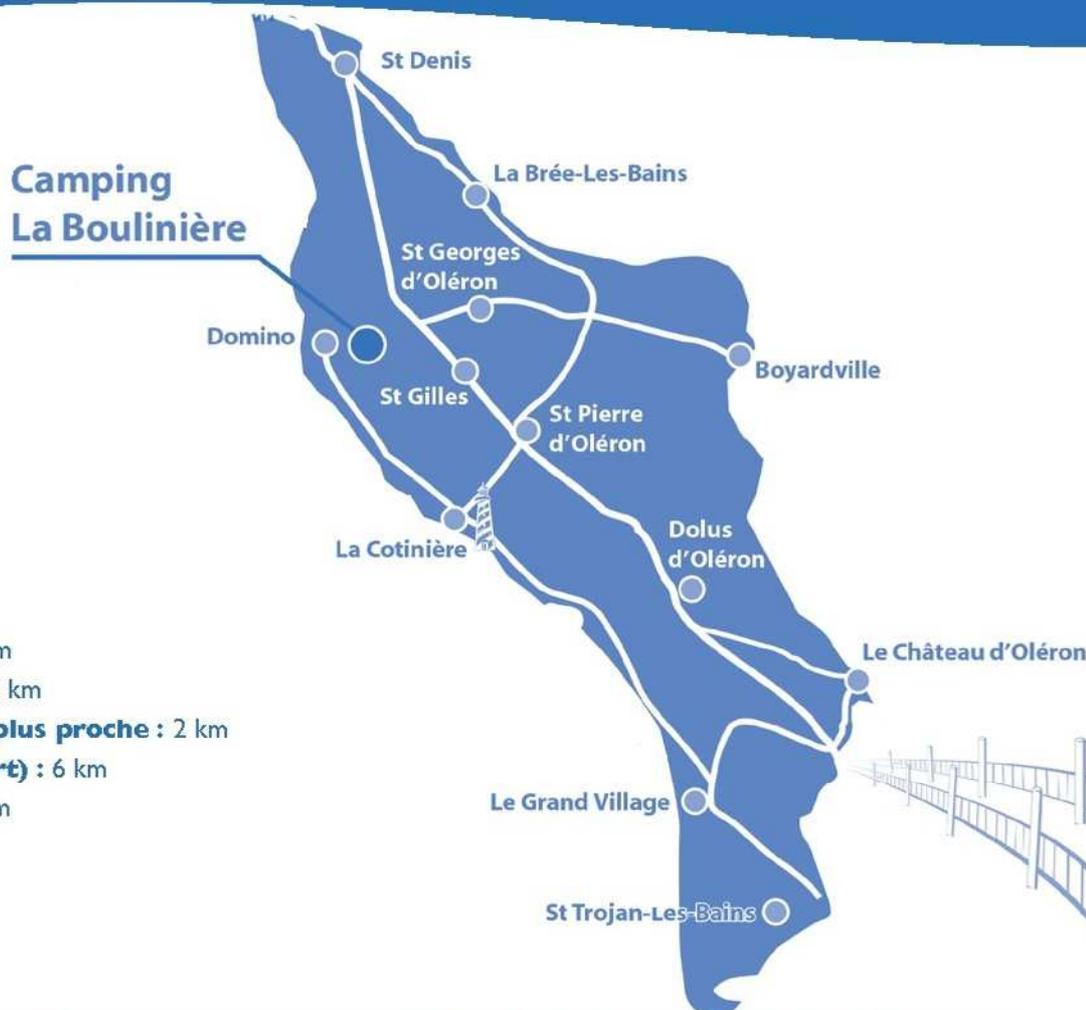 St Denis
La Brée-Les-Bains
Camping
La Boulinière
St Georges
d'Oléron
Domino
Boyardville
St Gilles
St Pierre
d'Oléron
La Cotinière
Dolus
d'Oléron
Le Château d'Oléron
km
plus proche : 2 km
rt) : 6 km
Le Grand Village
St Trojan-Les-Bains